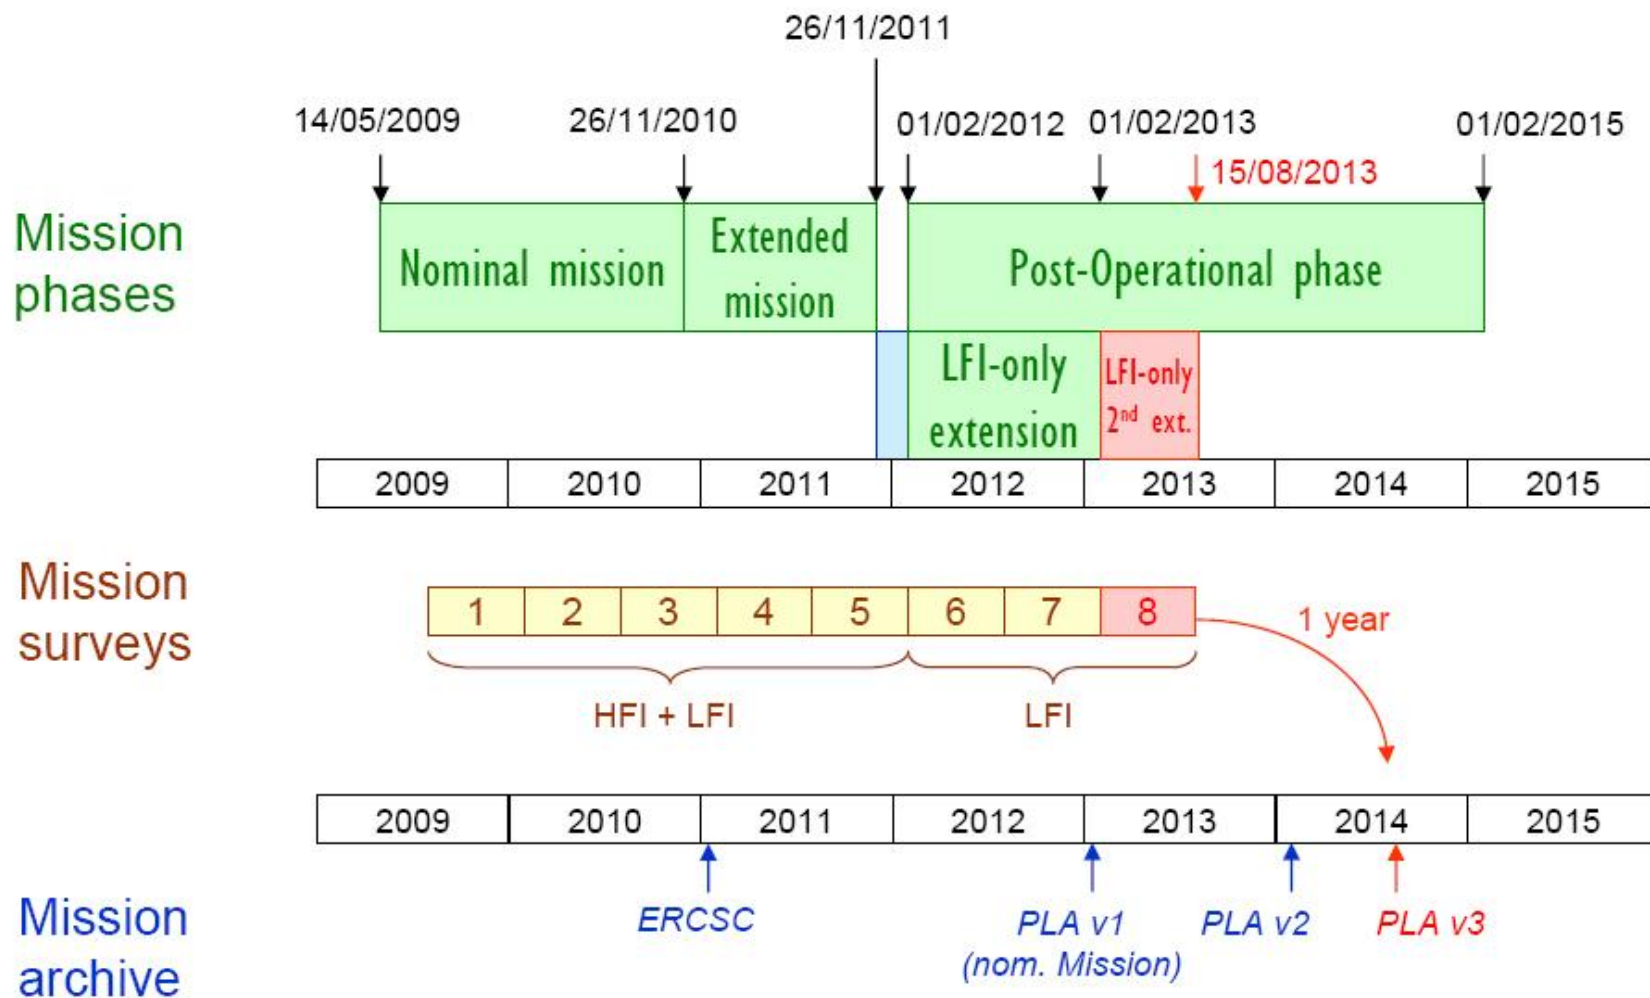 26/11/2011
14/05/2009 26/11/2010 01/02/2012 01/02/2013 01/02/2015
15/08/2013
Mission
phases
Nominal mission
Extended
mission
Post-Operational phase
LFI-only
extension
LFI-only
2nd ext.
2009 2010 2011 2012 2013 2014 2015
Mission
surveys
1 2 3 4 5 6 7 8
1 year
HFI + LFI LFI
2009 2010 2011 2012 2013 2014 2015
Mission
archive
ERCSC PLA v1 PLA v2 PLA v3
(nom. Mission)